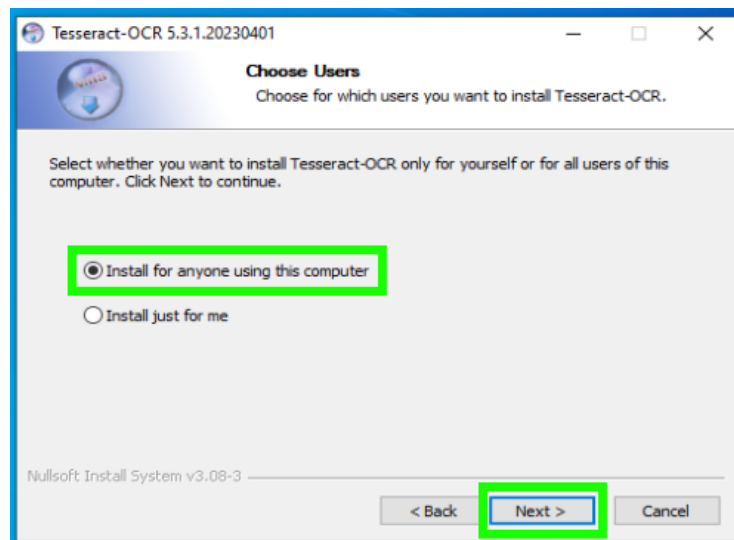 Tesseract-OCR 5.3.1.20230401
Choose Users
Choose for which users you want to install Tesseract-OCR.
Select whether you want to install Tesseract-OCR only for yourself or for all users of this
computer. Click Next to continue.
Install for anyone using this computer
Install just for me
Nullsoft Install System v3.08-3
< Back Next > Cancel